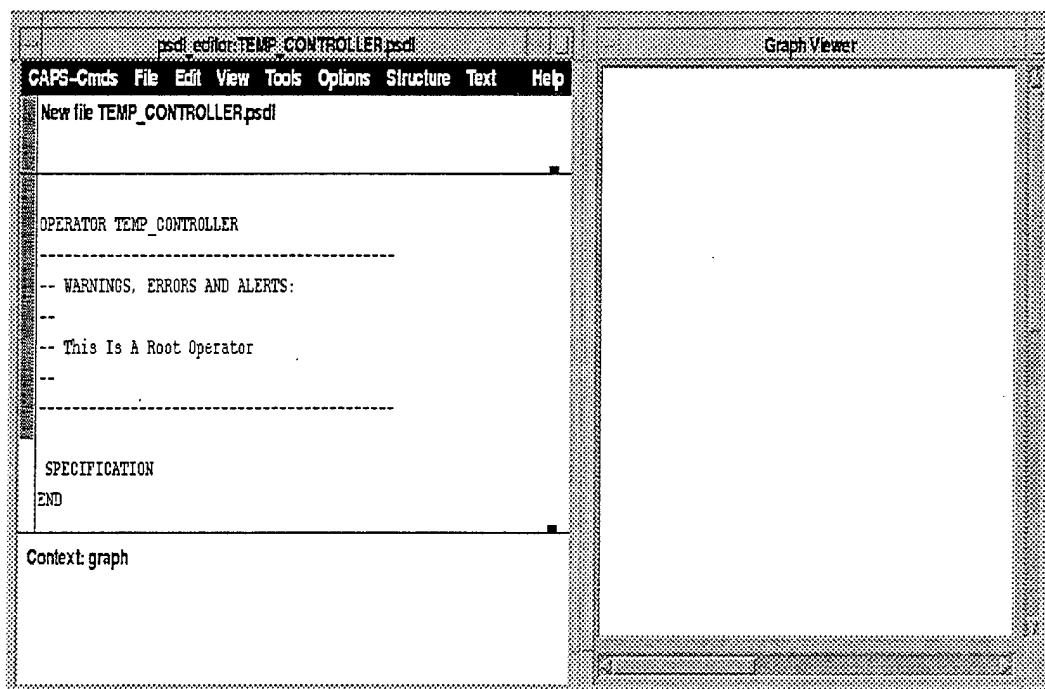 psdl_editor:TEMP_CONTROLLER.psdl
CAPS-Cmds File Edit View Tools Options Structure Text Help
New file TEMP_CONTROLLER.psdl
OPERATOR TEMP_CONTROLLER
--------------------------------------------
-- WARNINGS, ERRORS AND ALERTS:
--
-- This Is A Root Operator
--
--------------------------------------------
SPECIFICATION
END
Context: graph
Graph Viewer